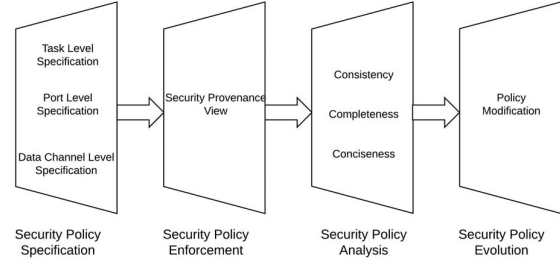 Task Level
Specification
Port Level
Specification
Data Channel Level
Specification
Security Provenance
View
Consistency
Completeness
Conciseness
Policy
Modification
Security Policy
Specification
Security Policy
Enforcement
Security Policy
Analysis
Security Policy
Evolution